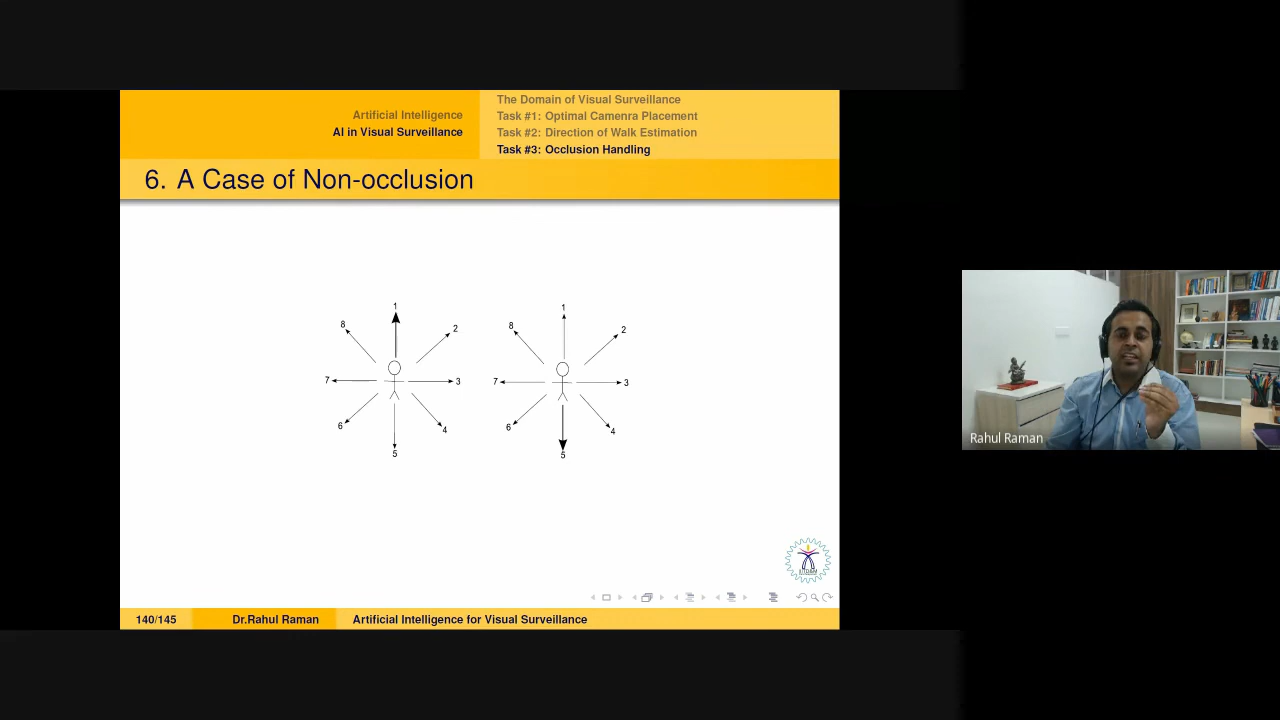 Artificial Intelligence
AI in Visual Surveillance
The Domain of Visual Surveillance
Task #1: Optimal Camenra Placement
Task #2: Direction of Walk Estimation
Task #3: Occlusion Handling
6. A Case of Non-occlusion
1
2
3
4
5
6
7
8
1
2
3
4
5
6
7
8
Rahul Raman
140/145
Dr.Rahul Raman
Artificial Intelligence for Visual Surveillance